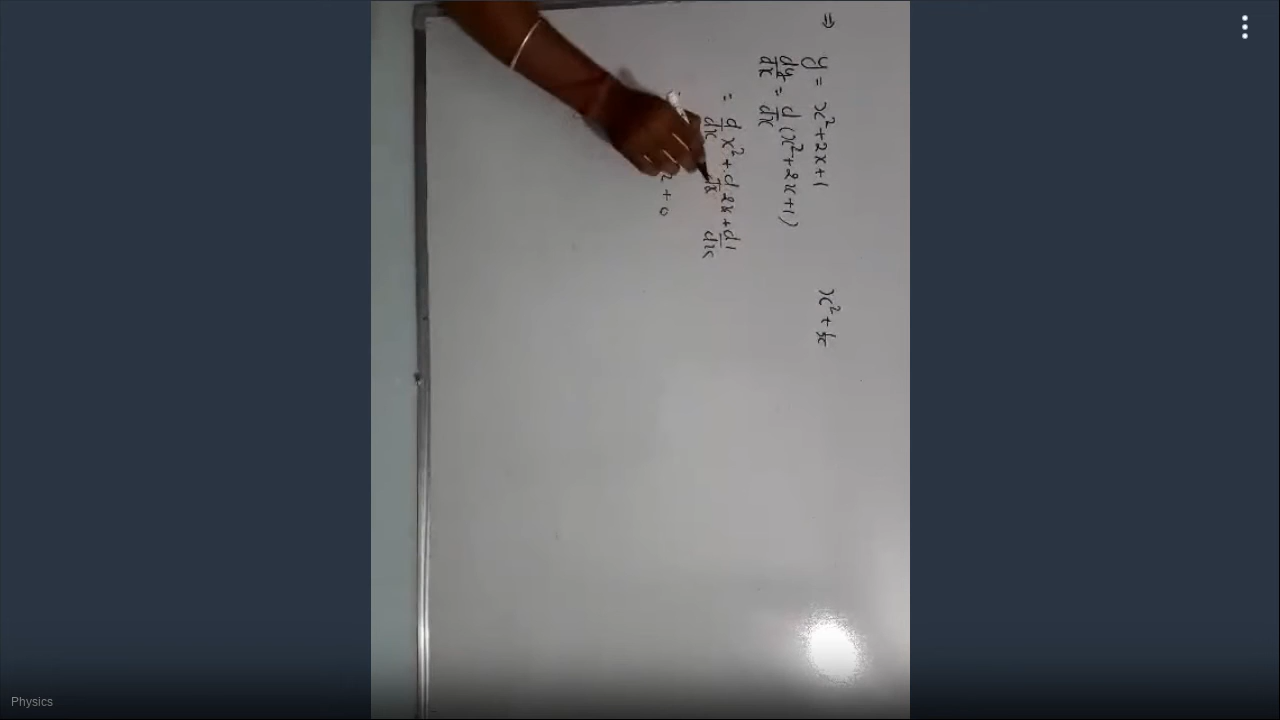 ⇒ y = x²+2x+1
dy/dx = d/dx (x²+2x+1)
= d/dx x² + d/dx 2x + d/dx 1
2 + 0
x² + 1/x
Physics